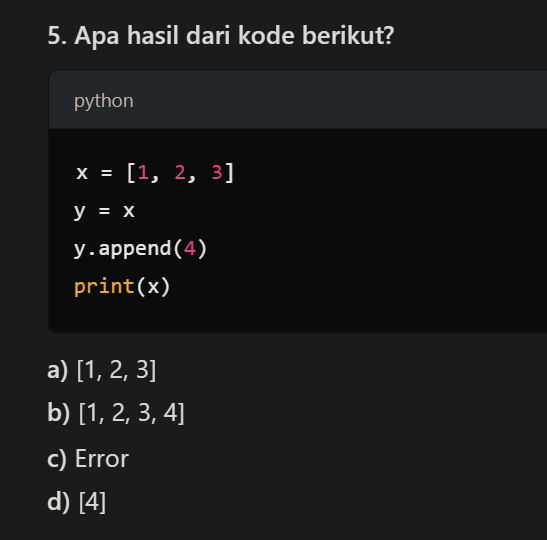 5. Apa hasil dari kode berikut?
python
x = [1, 2, 3]
y = x
y.append(4)
print(x)
a) [1, 2, 3]
b) [1, 2, 3, 4]
c) Error
d) [4]